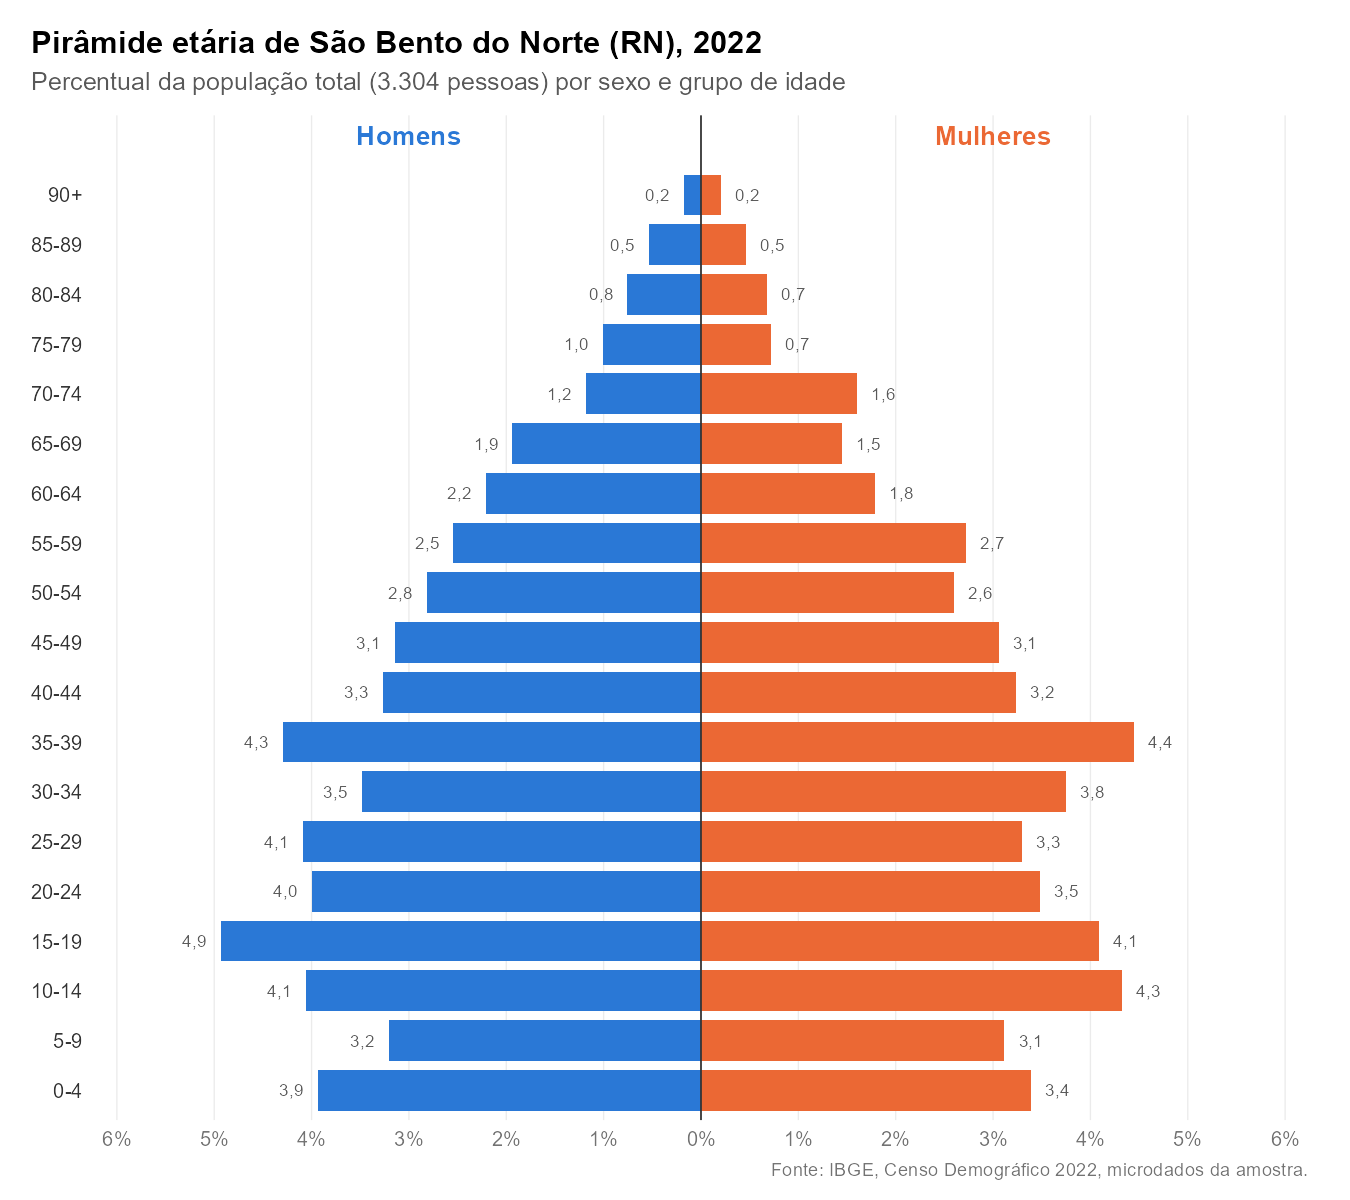 Pirâmide etária de São Bento do Norte (RN), 2022
Percentual da população total (3.304 pessoas) por sexo e grupo de idade
Homens Mulheres
90+ 0,2 0,2
85-89 0,5 0,5
80-84 0,8 0,7
75-79 1,0 0,7
70-74 1,2 1,6
65-69 1,9 1,5
60-64 2,2 1,8
55-59 2,5 2,7
50-54 2,8 2,6
45-49 3,1 3,1
40-44 3,3 3,2
35-39 4,3 4,4
30-34 3,5 3,8
25-29 4,1 3,3
20-24 4,0 3,5
15-19 4,9 4,1
10-14 4,1 4,3
5-9 3,2 3,1
0-4 3,9 3,4
6% 5% 4% 3% 2% 1% 0% 1% 2% 3% 4% 5% 6%
Fonte: IBGE, Censo Demográfico 2022, microdados da amostra.